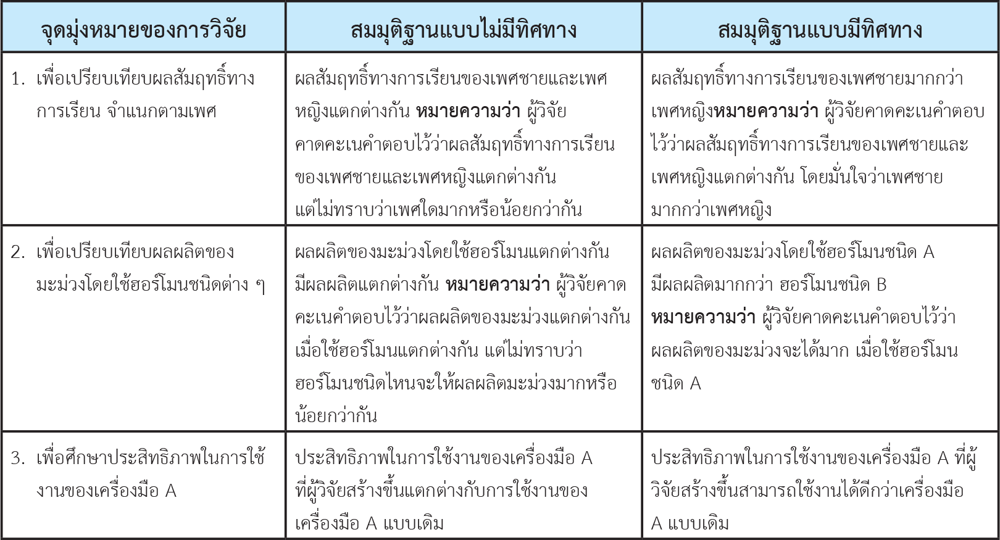 จุดมุ่งหมายของการวิจัย
สมมุติฐานแบบไม่มีทิศทาง
สมมุติฐานแบบมีทิศทาง
1. เพื่อเปรียบเทียบผลสัมฤทธิ์ทาง
การเรียน จำแนกตามเพศ
ผลสัมฤทธิ์ทางการเรียนของเพศชายและเพศ
หญิงแตกต่างกัน หมายความว่า ผู้วิจัย
คาดคะเนคำตอบไว้ว่าผลสัมฤทธิ์ทางการเรียน
ของเพศชายและเพศหญิงแตกต่างกัน
แต่ไม่ทราบว่าเพศใดมากหรือน้อยกว่ากัน
ผลสัมฤทธิ์ทางการเรียนของเพศชายมากกว่า
เพศหญิงหมายความว่า ผู้วิจัยคาดคะเนคำตอบ
ไว้ว่าผลสัมฤทธิ์ทางการเรียนของเพศชายและ
เพศหญิงแตกต่างกัน โดยมั่นใจว่าเพศชาย
มากกว่าเพศหญิง
2. เพื่อเปรียบเทียบผลผลิตของ
มะม่วงโดยใช้ฮอร์โมนชนิดต่าง ๆ
ผลผลิตของมะม่วงโดยใช้ฮอร์โมนแตกต่างกัน
มีผลผลิตแตกต่างกัน หมายความว่า ผู้วิจัยคาด
คะเนคำตอบไว้ว่าผลผลิตของมะม่วงแตกต่างกัน
เมื่อใช้ฮอร์โมนแตกต่างกัน แต่ไม่ทราบว่า
ฮอร์โมนชนิดไหนจะให้ผลผลิตมะม่วงมากหรือ
น้อยกว่ากัน
ผลผลิตของมะม่วงโดยใช้ฮอร์โมนชนิด A
มีผลผลิตมากกว่า ฮอร์โมนชนิด B
หมายความว่า ผู้วิจัยคาดคะเนคำตอบไว้ว่า
ผลผลิตของมะม่วงจะได้มาก เมื่อใช้ฮอร์โมน
ชนิด A
3. เพื่อศึกษาประสิทธิภาพในการใช้
งานของเครื่องมือ A
ประสิทธิภาพในการใช้งานของเครื่องมือ A
ที่ผู้วิจัยสร้างขึ้นแตกต่างกับการใช้งานของ
เครื่องมือ A แบบเดิม
ประสิทธิภาพในการใช้งานของเครื่องมือ A ที่ผู้
วิจัยสร้างขึ้นสามารถใช้งานได้ดีกว่าเครื่องมือ
A แบบเดิม